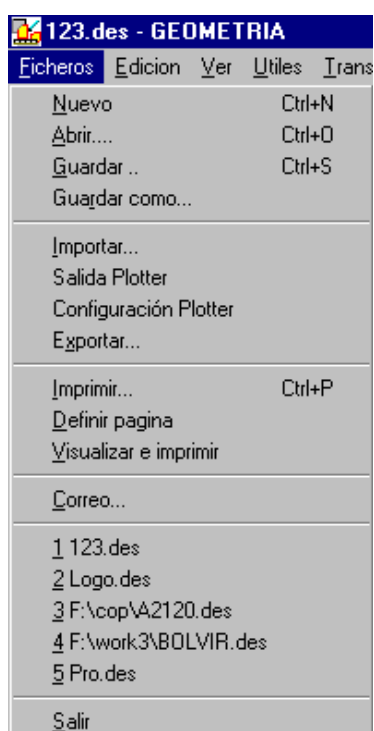 123.des - GEOMETRIA
Ficheros Edicion Ver Utiles Trans
Nuevo Ctrl+N
Abrir.... Ctrl+O
Guardar .. Ctrl+S
Guardar como...
Importar...
Salida Plotter
Configuración Plotter
Exportar...
Imprimir... Ctrl+P
Definir pagina
Visualizar e imprimir
Correo...
1 123.des
2 Logo.des
3 F:\cop\A2120.des
4 F:\work3\BOLVIR.des
5 Pro.des
Salir